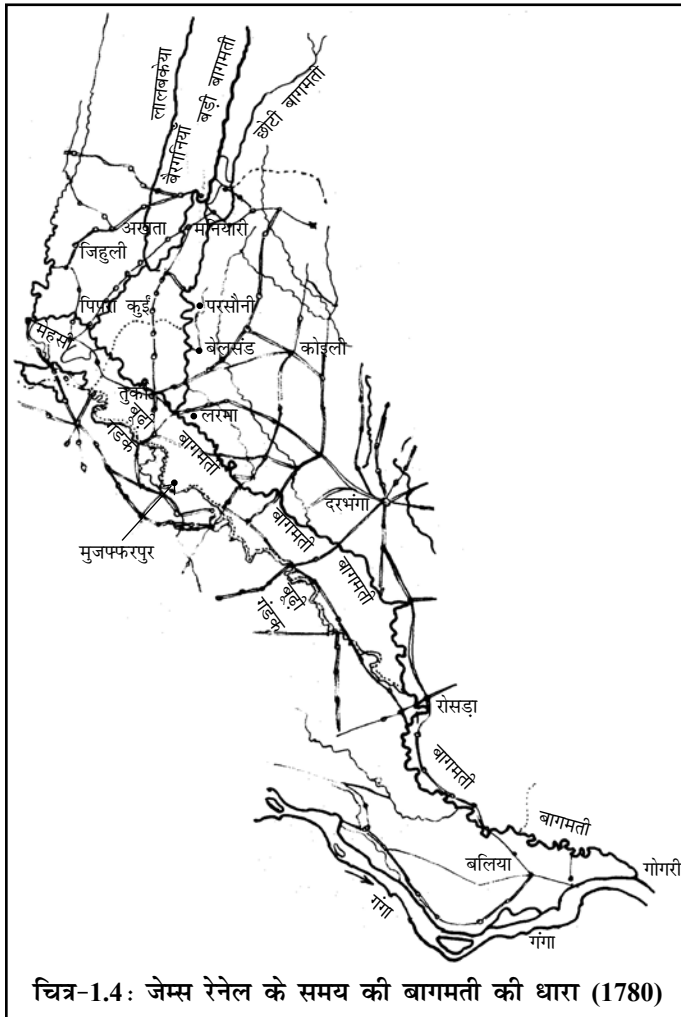 लालबकेया
बैरगनियाँ
बड़ी बागमती
छोटी बागमती
अखता
मनियारी
जिहुली
पिपरा कुइं
परसौनी
महसी
बेलसंड
कोइली
तुर्की
बूढ़ी
गंडक
लरमा
बागमती
दरभंगा
बागमती
मुजफ्फरपुर
बागमती
बूढ़ी
गंडक
रोसड़ा
बागमती
बागमती
बलिया
गोगरी
गंगा
गंगा
चित्र-1.4: जेम्स रेनेल के समय की बागमती की धारा (1780)